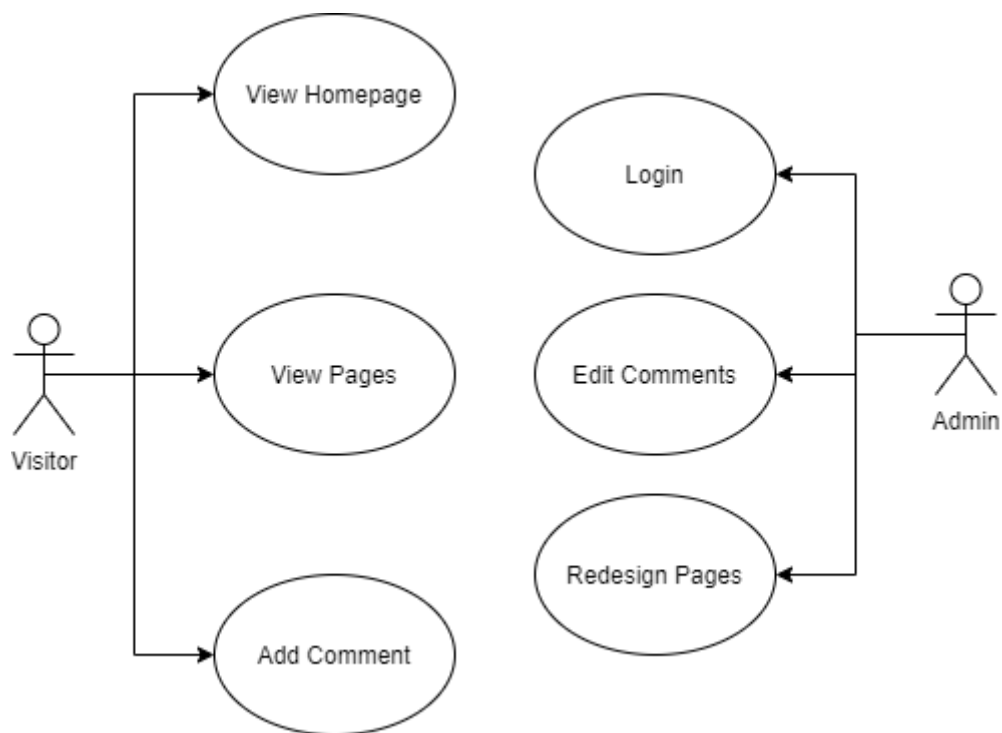 View Homepage
Login
View Pages
Edit Comments
Admin
Visitor
Redesign Pages
Add Comment